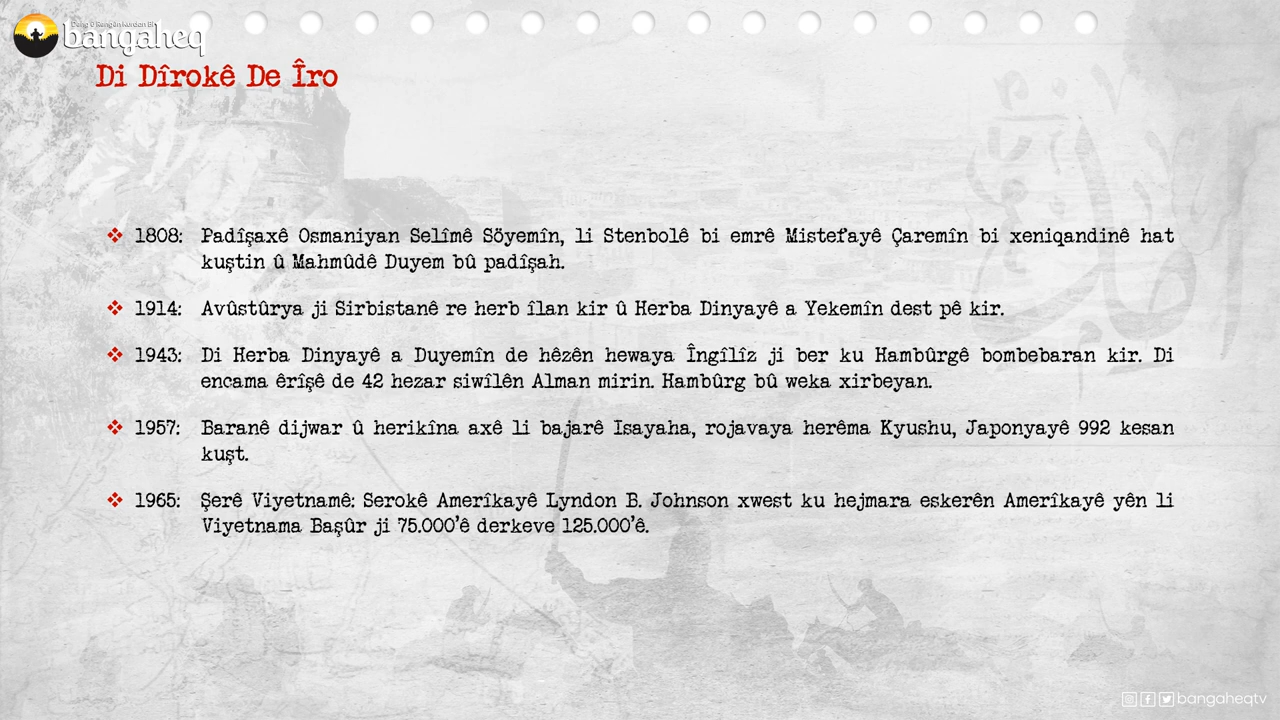 Deng û Rengên Kurdan Bi
bangaheq
Di Dîrokê De Îro
❖ 1808: Padîşaxê Osmaniyan Selîmê Söyemîn, li Stenbolê bi emrê Mistefayê Çaremîn bi xeniqandinê hat
kuştin û Mahmûdê Duyem bû padîşah.
❖ 1914: Avûstûrya ji Sirbistanê re herb îlan kir û Herba Dinyayê a Yekemîn dest pê kir.
❖ 1943: Di Herba Dinyayê a Duyemîn de hêzên hewaya Îngîlîz ji ber ku Hambûrgê bombebaran kir. Di
encama êrîşê de 42 hezar siwîlên Alman mirin. Hambûrg bû weka xirbeyan.
❖ 1957: Baranê dijwar û herikîna axê li bajarê Isayaha, rojavaya herêma Kyushu, Japonyayê 992 kesan
kuşt.
❖ 1965: Şerê Viyetnamê: Serokê Amerîkayê Lyndon B. Johnson xwest ku hejmara eskerên Amerîkayê yên li
Viyetnama Başûr ji 75.000’ê derkeve 125.000’ê.
bangaheqtv